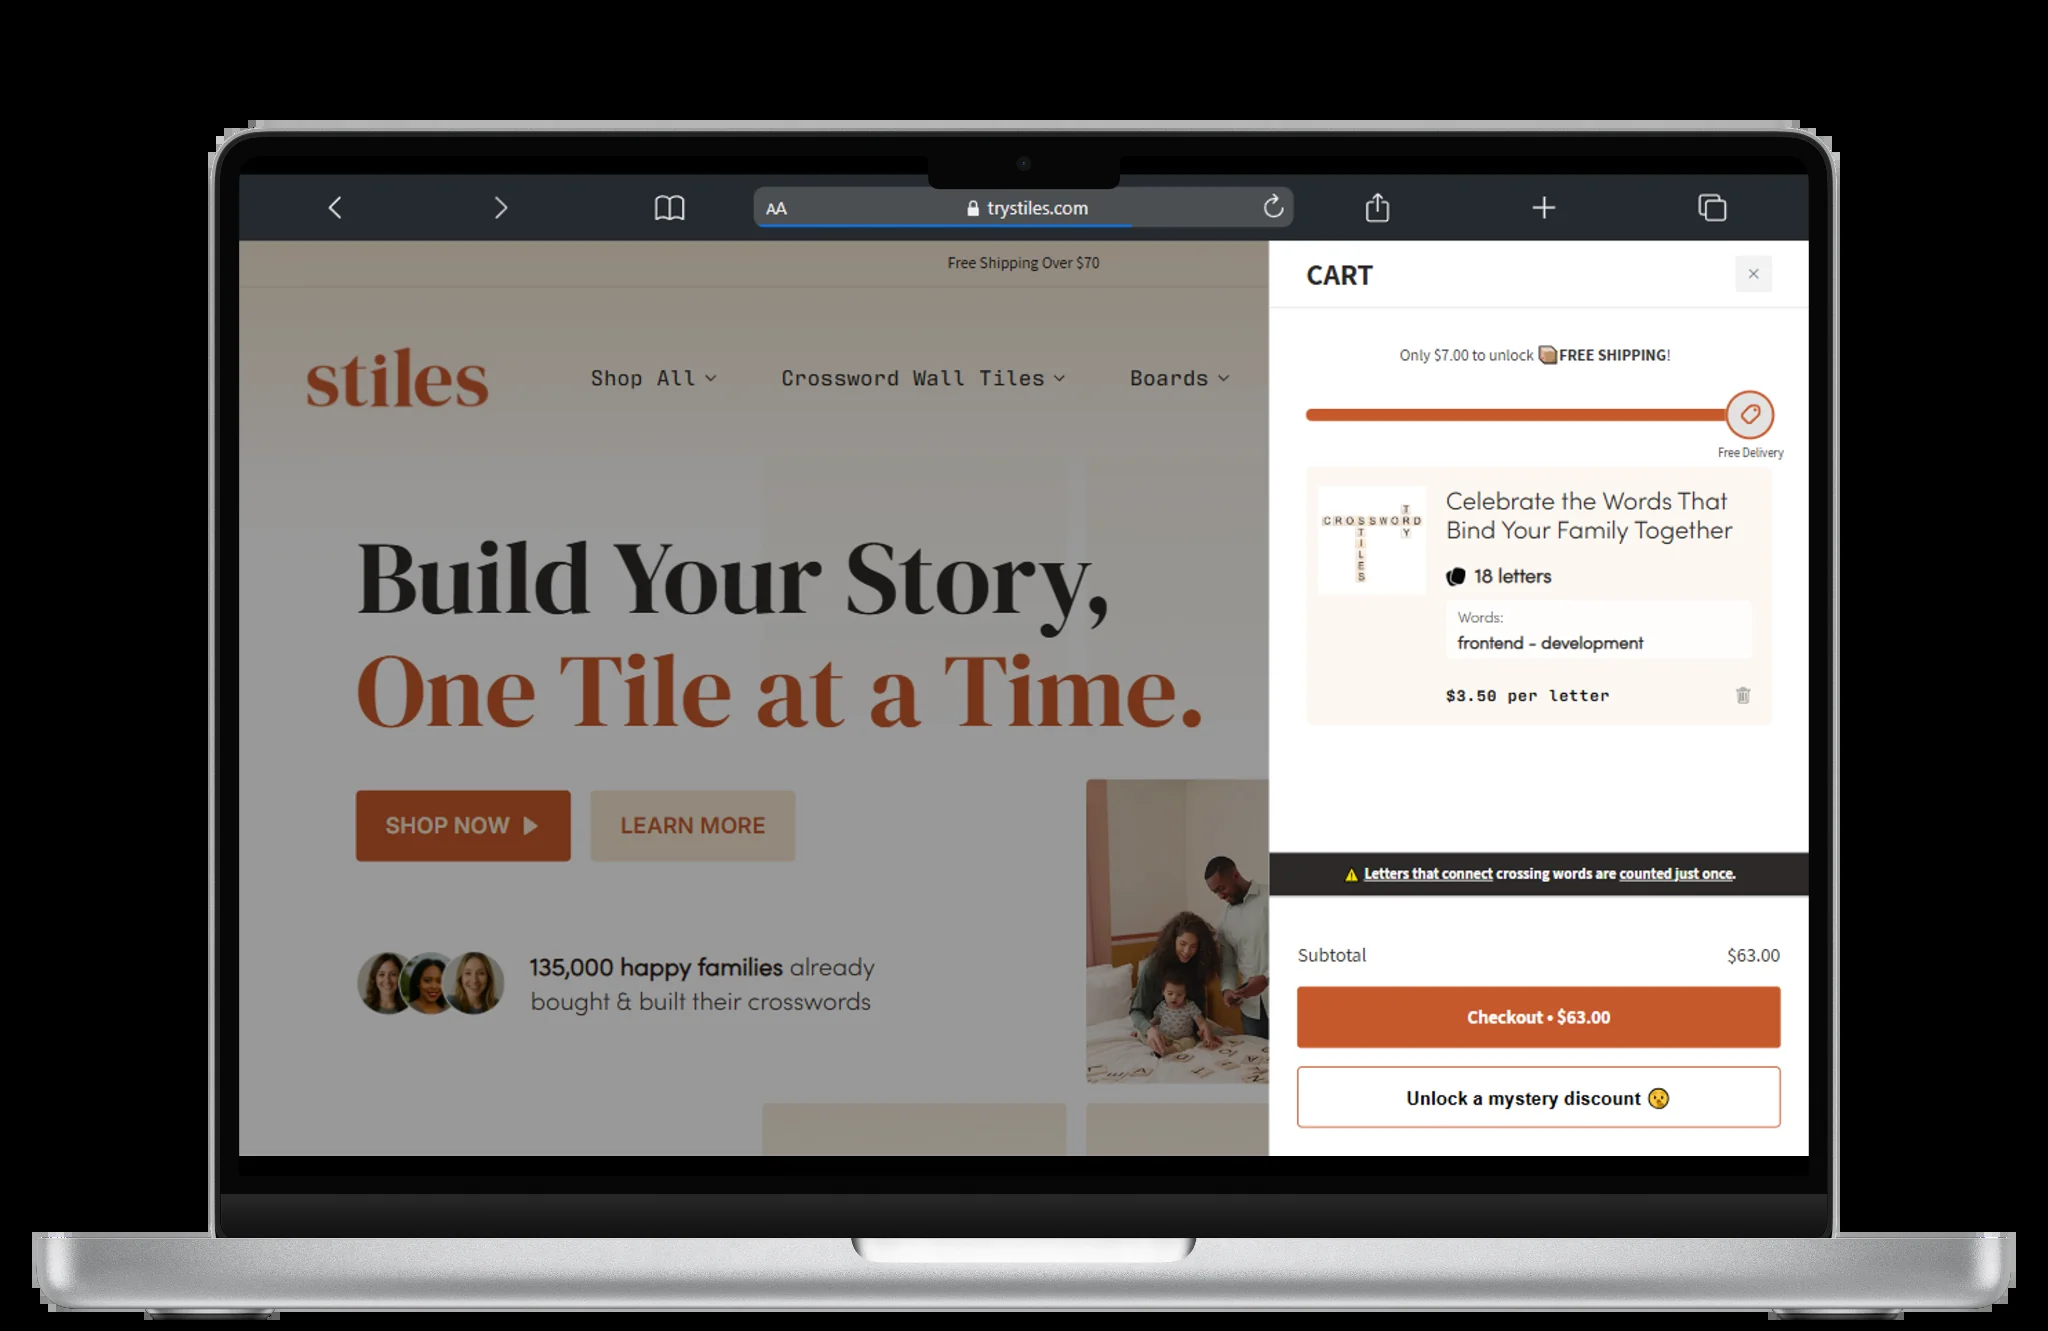 AA
trystiles.com
Free Shipping Over $70
stiles
Shop All
Crossword Wall Tiles
Boards
Build Your Story,
One Tile at a Time.
SHOP NOW
LEARN MORE
135,000 happy families already
bought & built their crosswords
CART
Only $7.00 to unlock FREE SHIPPING!
Free Delivery
CROSSWORD
STILES
TRY
Celebrate the Words That
Bind Your Family Together
18 letters
Words:
frontend - development
$3.50 per letter
Letters that connect crossing words are counted just once.
Subtotal
$63.00
Checkout • $63.00
Unlock a mystery discount